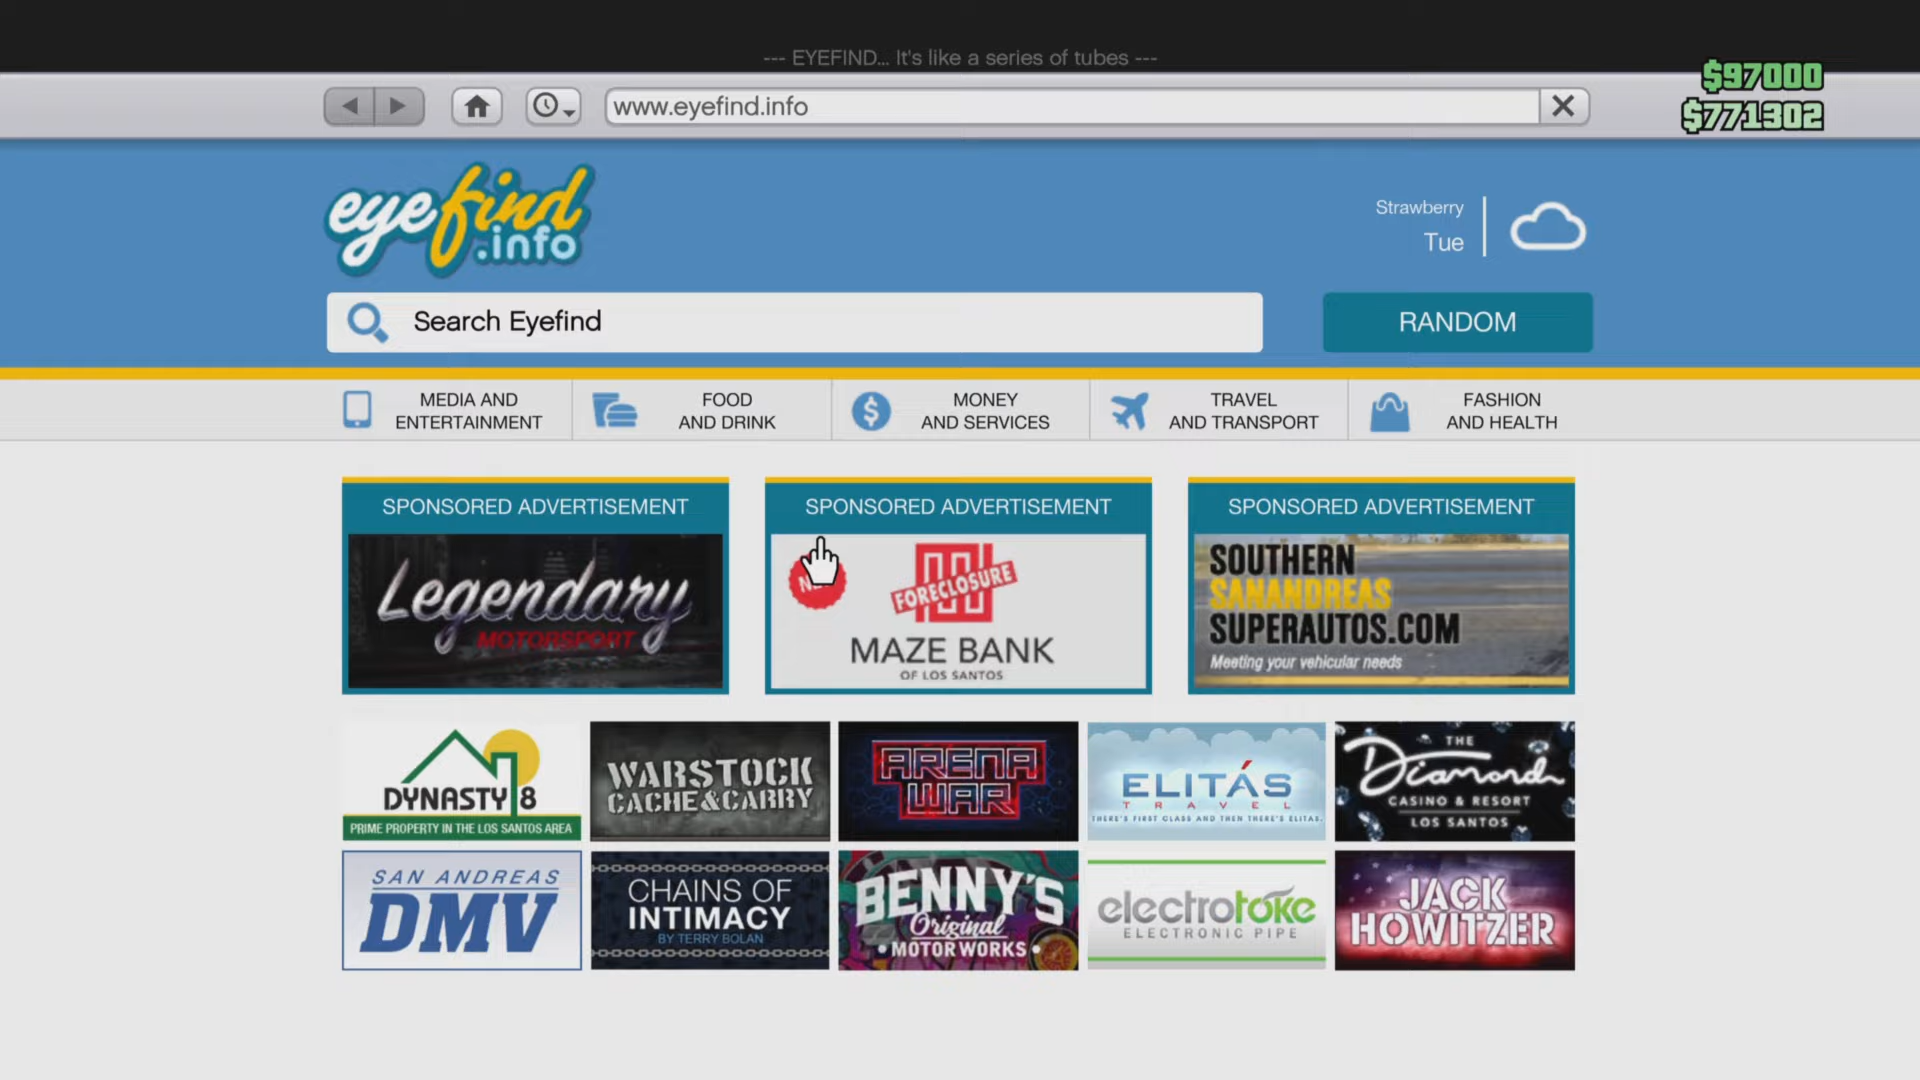 --- EYEFIND... It's like a series of tubes ---
$97000
www.eyefind.info
$771302
eyefind
.info
Strawberry
Tue
Search Eyefind
RANDOM
MEDIA AND
ENTERTAINMENT
FOOD
AND DRINK
MONEY
AND SERVICES
TRAVEL
AND TRANSPORT
FASHION
AND HEALTH
SPONSORED ADVERTISEMENT
Legendary
MOTORSPORT
SPONSORED ADVERTISEMENT
FORECLOSURE
MAZE BANK
OF LOS SANTOS
SPONSORED ADVERTISEMENT
SOUTHERN
SANANDREAS
SUPERAUTOS.COM
Meeting your vehicular needs
DYNASTY 8
PRIME PROPERTY IN THE LOS SANTOS AREA
WARSTOCK
CACHE&CARRY
ARENA
WAR
ELITÁS
TRAVEL
THERE'S FIRST CLASS AND THEN THERE'S ELITAS.
THE
Diamond
CASINO & RESORT
LOS SANTOS
SAN ANDREAS
DMV
CHAINS OF
INTIMACY
BY TERRY BOLAN
BENNY'S
Original
MOTOR WORKS
electrotoke
ELECTRONIC PIPE
JACK
HOWITZER